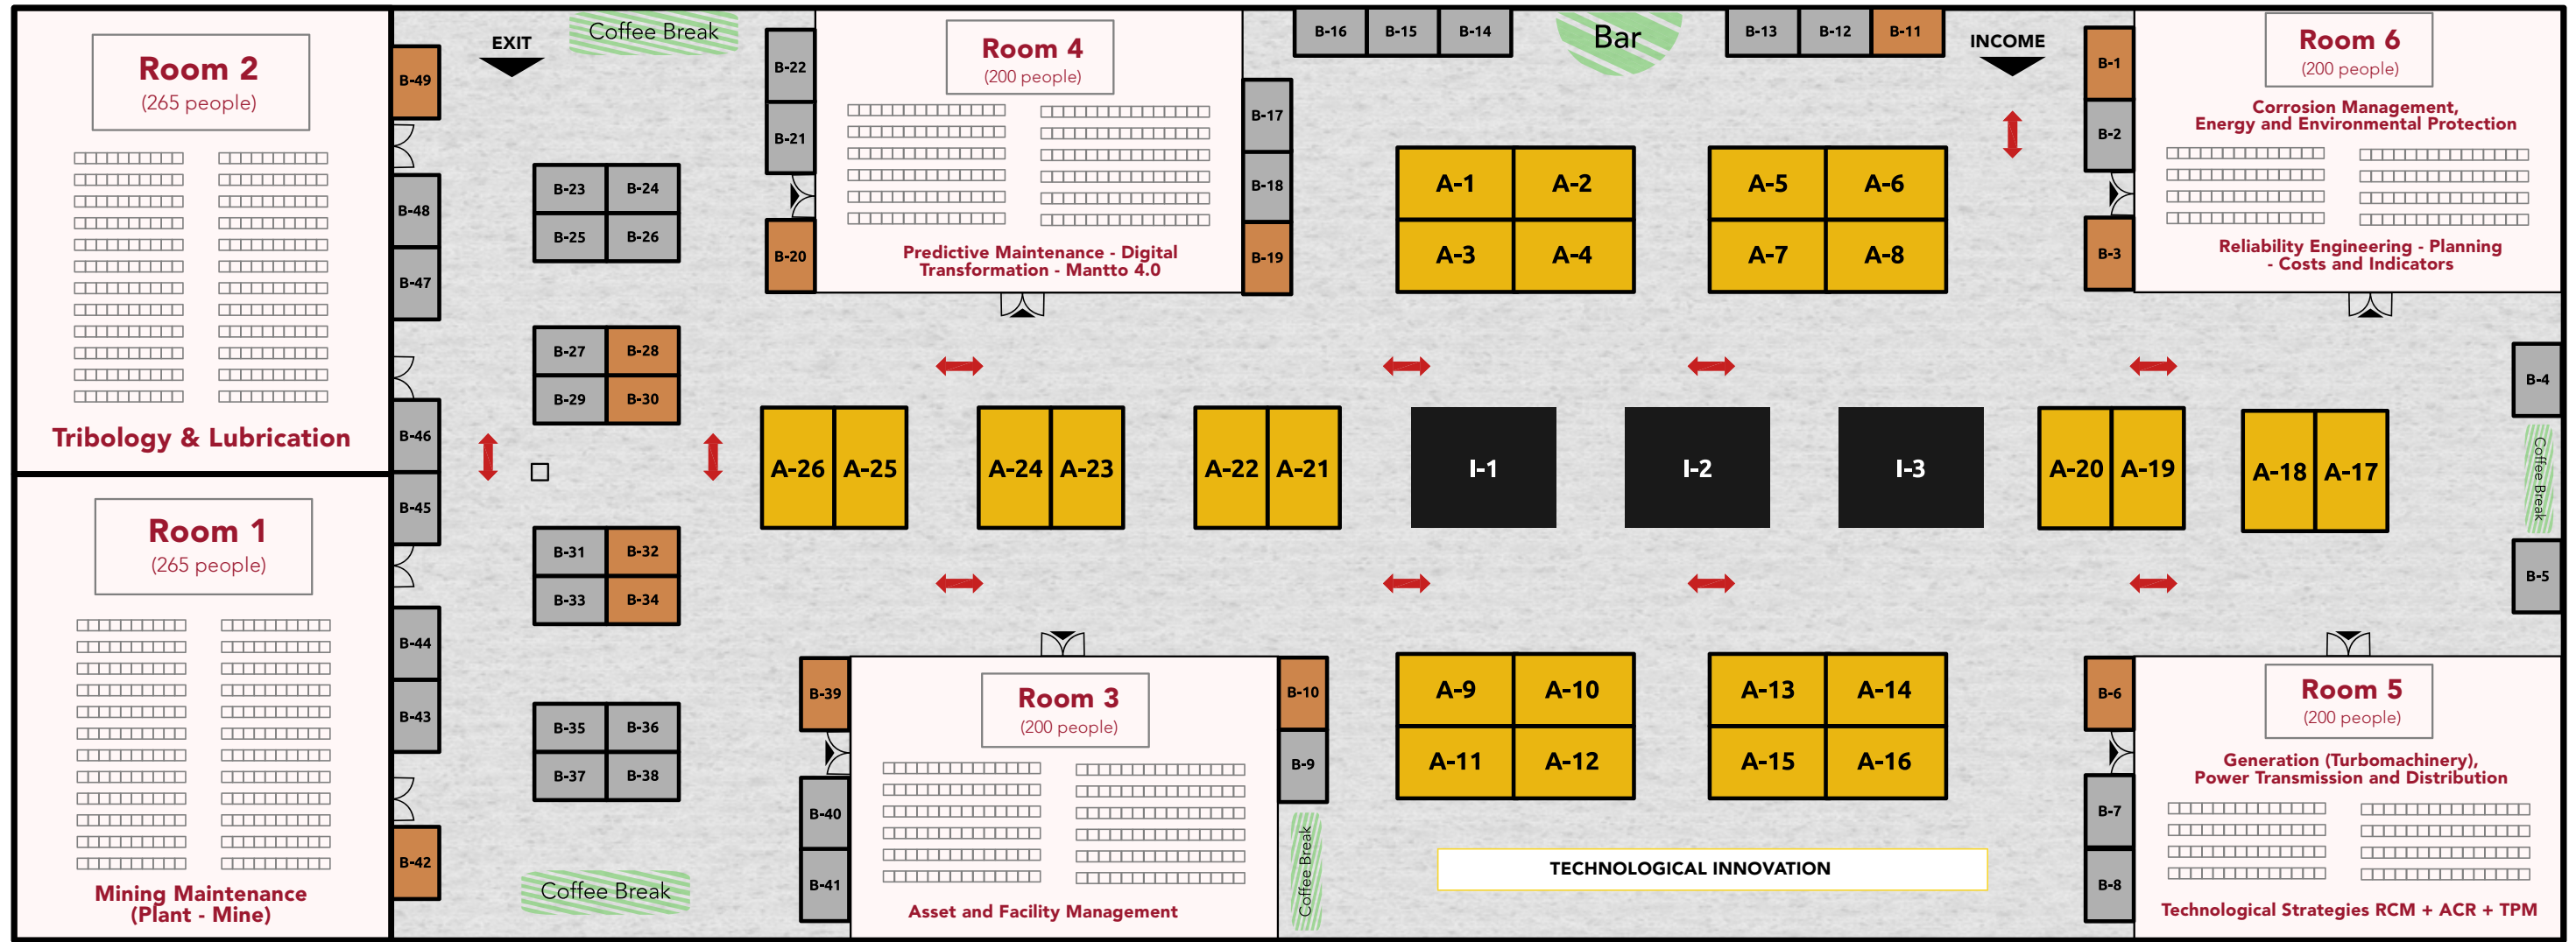 Room 2
(265 people)
Tribology & Lubrication
Room 1
(265 people)
Mining Maintenance
(Plant - Mine)
B-49
B-48
B-47
B-46
B-45
B-44
B-43
B-42
EXIT
Coffee Break
B-23
B-24
B-25
B-26
B-27
B-28
B-29
B-30
B-31
B-32
B-33
B-34
B-35
B-36
B-37
B-38
Coffee Break
B-22
B-21
B-20
Room 4
(200 people)
Predictive Maintenance - Digital
Transformation - Mantto 4.0
B-17
B-18
B-19
B-16
B-15
B-14
Bar
B-13
B-12
B-11
INCOME
A-1
A-2
A-3
A-4
A-5
A-6
A-7
A-8
B-1
B-2
B-3
Room 6
(200 people)
Corrosion Management,
Energy and Environmental Protection
Reliability Engineering - Planning
- Costs and Indicators
A-26
A-25
A-24
A-23
A-22
A-21
I-1
I-2
I-3
A-20
A-19
A-18
A-17
B-4
Coffee Break
B-5
B-39
B-40
B-41
Room 3
(200 people)
Asset and Facility Management
B-10
B-9
Coffee Break
A-9
A-10
A-11
A-12
A-13
A-14
A-15
A-16
TECHNOLOGICAL INNOVATION
B-6
B-7
B-8
Room 5
(200 people)
Generation (Turbomachinery),
Power Transmission and Distribution
Technological Strategies RCM + ACR + TPM